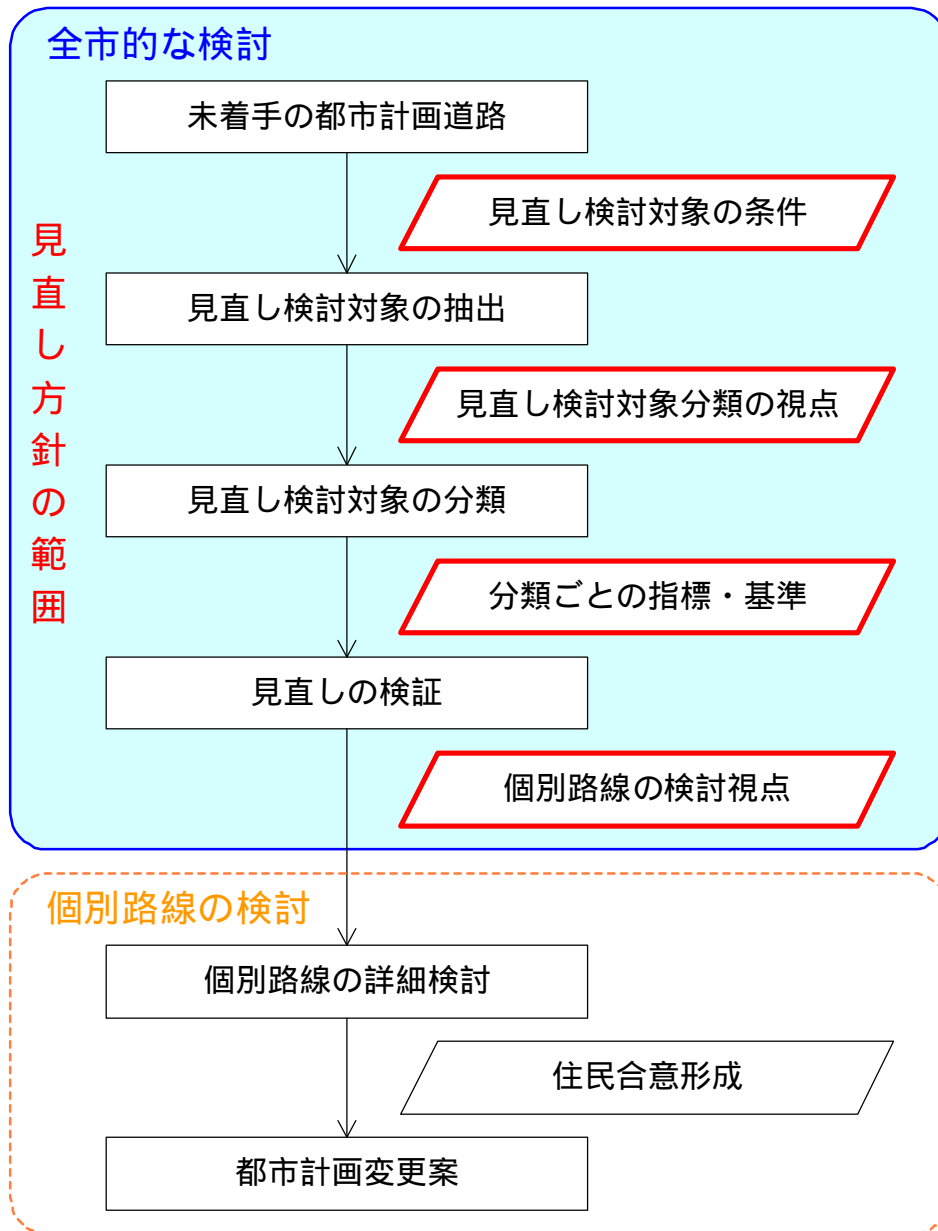 全市的な検討
未着手の都市計画道路
見直し検討対象の条件
見直し方針の範囲
見直し検討対象の抽出
見直し検討対象分類の視点
見直し検討対象の分類
分類ごとの指標・基準
見直しの検証
個別路線の検討視点
個別路線の検討
個別路線の詳細検討
住民合意形成
都市計画変更案